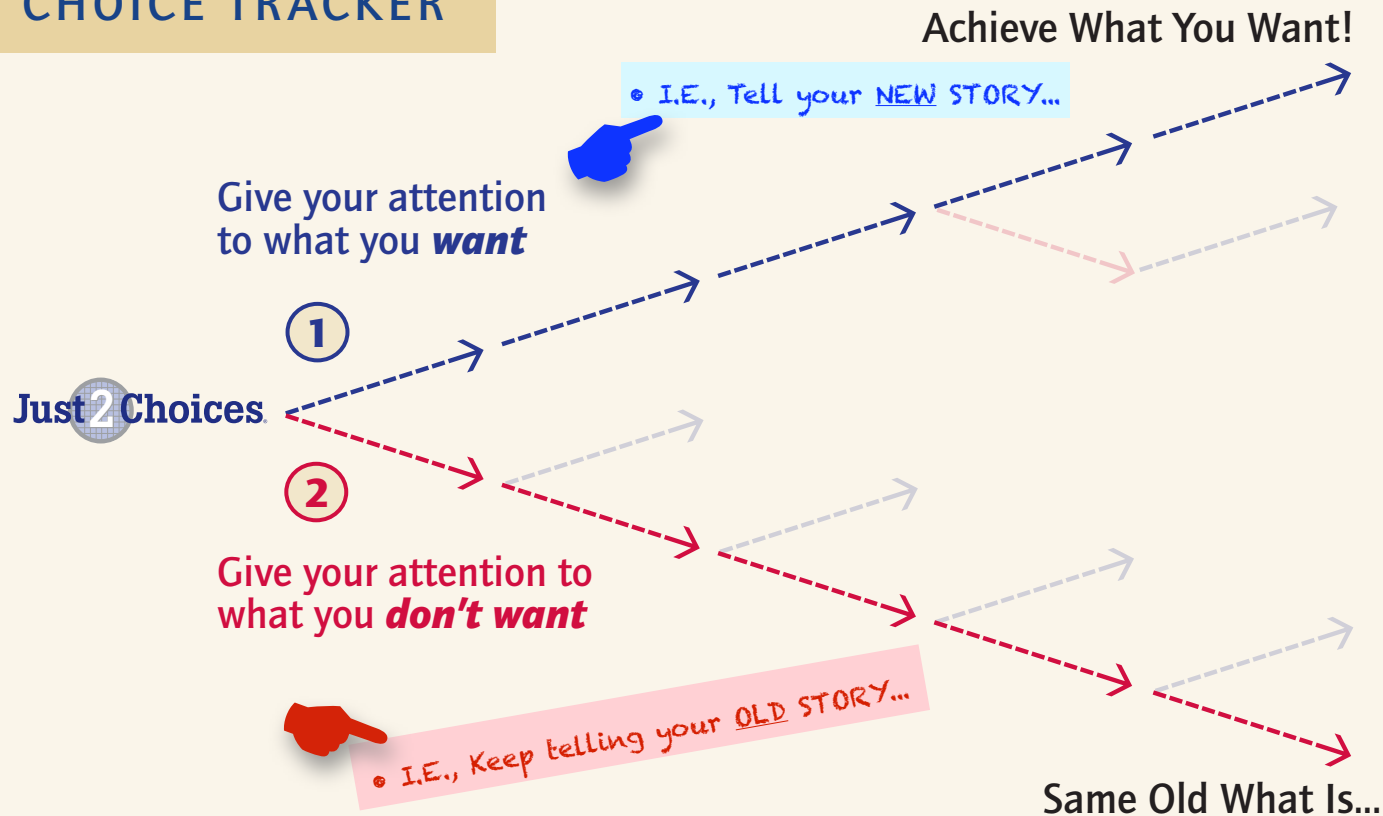 CHOICE TRACKER
Achieve What You Want!
• I.E., Tell your NEW STORY...
Give your attention
to what you want
1
Just 2 Choices.
2
Give your attention to
what you don't want
• I.E., Keep telling your OLD STORY...
Same Old What Is...